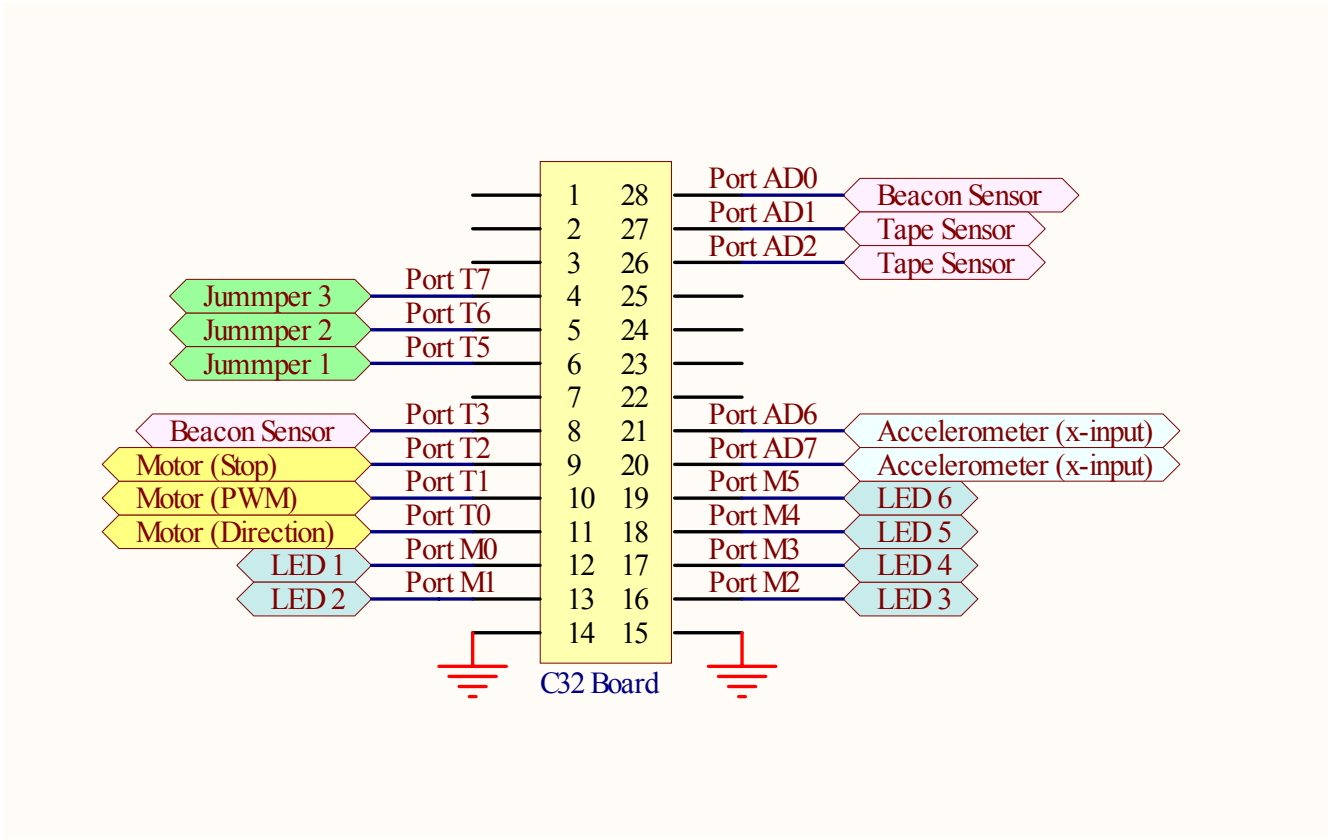 Port AD0
1 28 Beacon Sensor
Port AD1
2 27 Tape Sensor
Port AD2
3 26 Tape Sensor
Port T7
Jummper 3 4 25
Port T6
Jummper 2 5 24
Port T5
Jummper 1 6 23
7 22
Port T3 Port AD6
Beacon Sensor 8 21 Accelerometer (x-input)
Port T2 Port AD7
Motor (Stop) 9 20 Accelerometer (x-input)
Port T1 Port M5
Motor (PWM) 10 19 LED 6
Port T0 Port M4
Motor (Direction) 11 18 LED 5
Port M0 Port M3
LED 1 12 17 LED 4
Port M1 Port M2
LED 2 13 16 LED 3
14 15
C32 Board